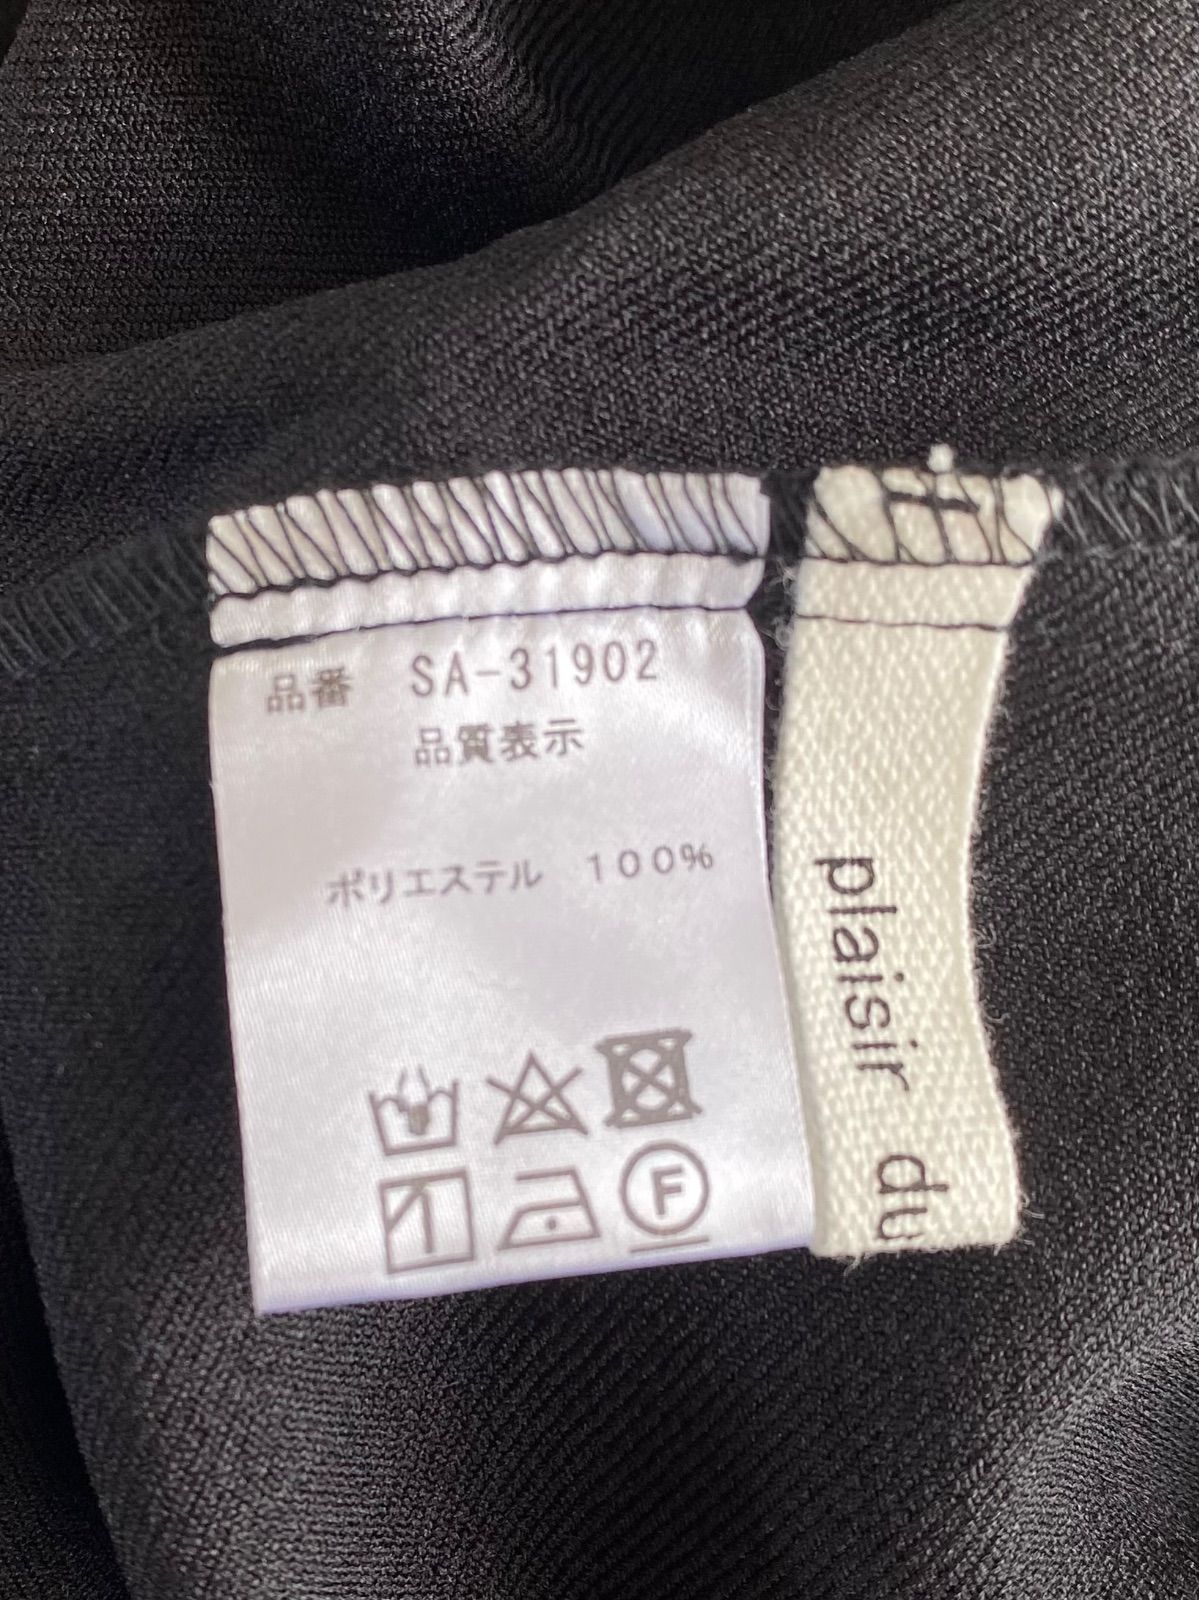 品番 SA-31902
品質表示
ポリエステル 100%
F
plaisir du